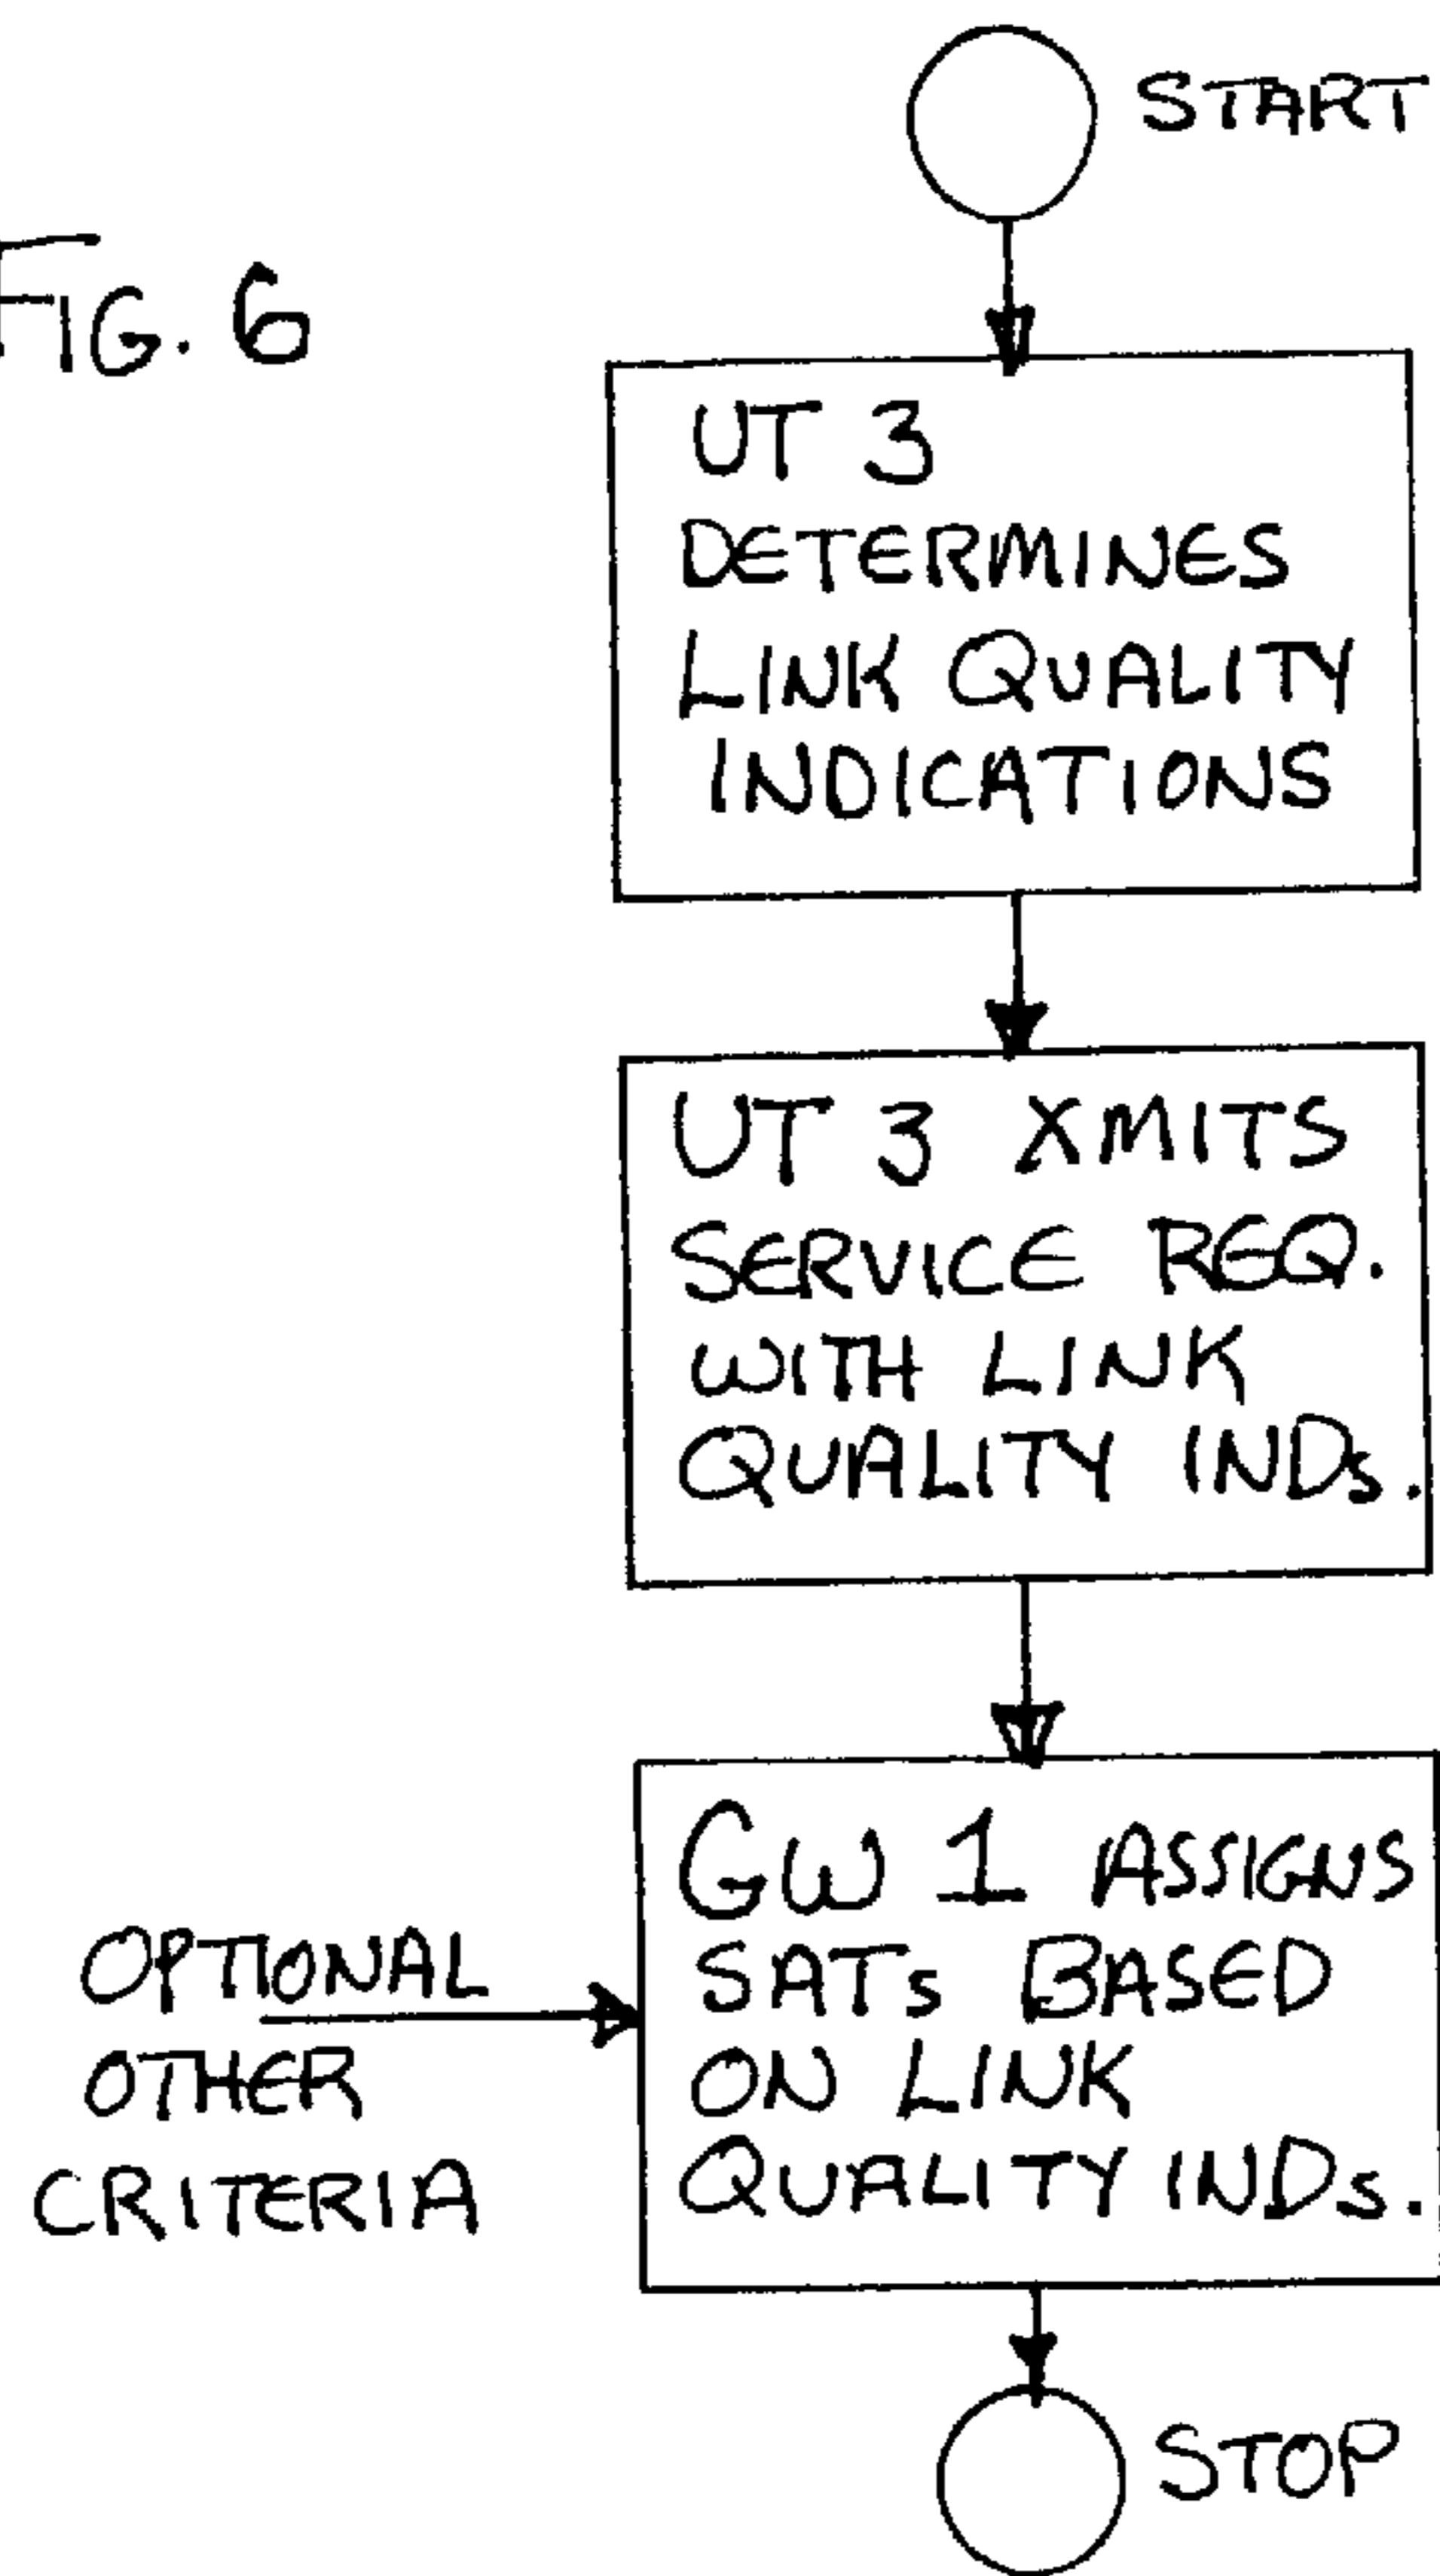 START
FIG. 6
UT 3
DETERMINES
LINK QUALITY
INDICATIONS
UT 3 XMITS
SERVICE REQ.
WITH LINK
QUALITY INDs.
GW 1 ASSIGNS
SATs BASED
ON LINK
QUALITY INDs.
OPTIONAL
OTHER
CRITERIA
STOP